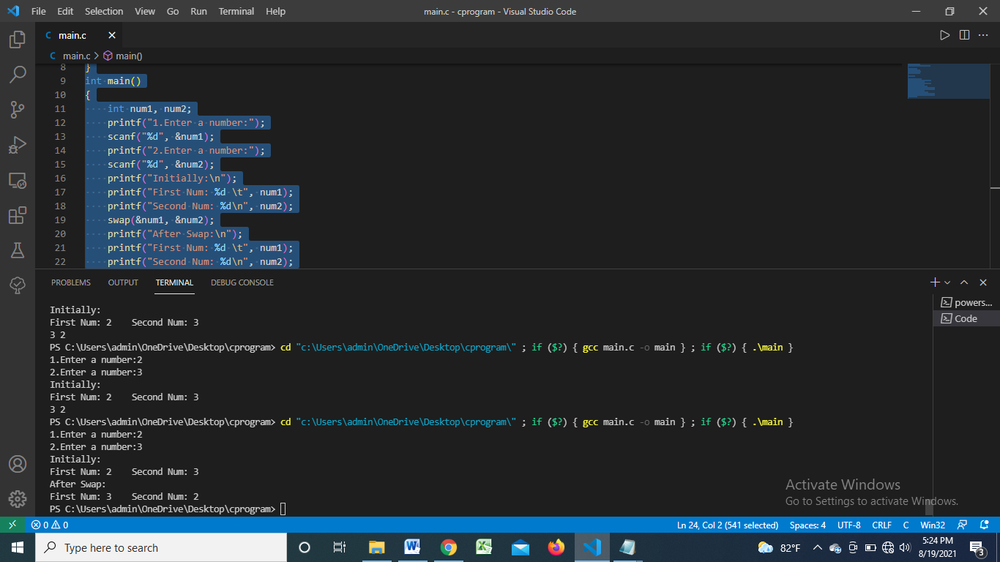 File Edit Selection View Go Run Terminal Help
main.c - cprogram - Visual Studio Code
C main.c
C main.c > main()
8 }
9 int main()
10 {
11 int num1, num2;
12 printf("1.Enter a number:");
13 scanf("%d", &num1);
14 printf("2.Enter a number:");
15 scanf("%d", &num2);
16 printf("Initially:\n");
17 printf("First Num: %d \t", num1);
18 printf("Second Num: %d\n", num2);
19 swap(&num1, &num2);
20 printf("After Swap:\n");
21 printf("First Num: %d \t", num1);
22 printf("Second Num: %d\n", num2);
PROBLEMS OUTPUT TERMINAL DEBUG CONSOLE
powers...
Code
Initially:
First Num: 2 Second Num: 3
3 2
PS C:\Users\admin\OneDrive\Desktop\cprogram> cd "c:\Users\admin\OneDrive\Desktop\cprogram\" ; if ($?) { gcc main.c -o main } ; if ($?) { .\main }
1.Enter a number:2
2.Enter a number:3
Initially:
First Num: 2 Second Num: 3
3 2
PS C:\Users\admin\OneDrive\Desktop\cprogram> cd "c:\Users\admin\OneDrive\Desktop\cprogram\" ; if ($?) { gcc main.c -o main } ; if ($?) { .\main }
1.Enter a number:2
2.Enter a number:3
Initially:
First Num: 2 Second Num: 3
After Swap:
First Num: 3 Second Num: 2
PS C:\Users\admin\OneDrive\Desktop\cprogram>
Activate Windows
Go to Settings to activate Windows.
0 0
Ln 24, Col 2 (541 selected) Spaces: 4 UTF-8 CRLF C Win32
Type here to search
82°F
5:24 PM
8/19/2021
3